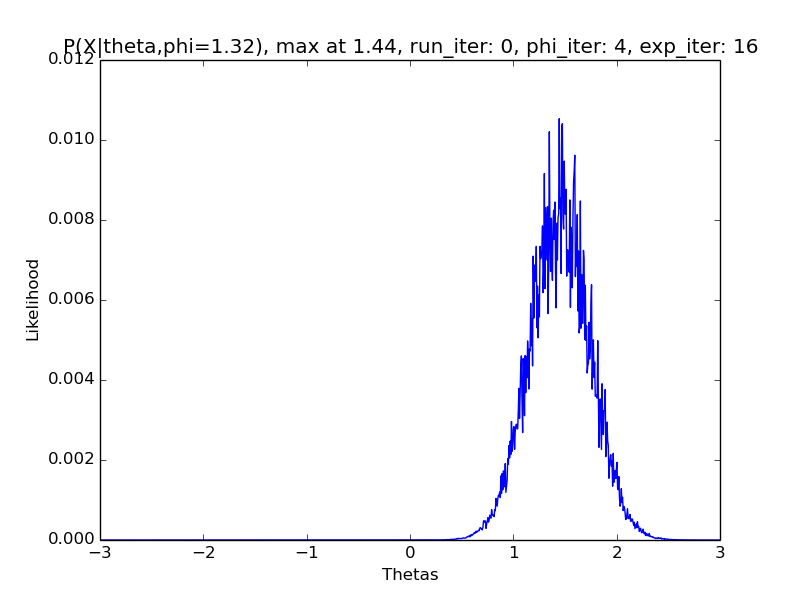 P(X|theta,phi=1.32), max at 1.44, run_iter: 0, phi_iter: 4, exp_iter: 16
0.012
0.010
0.008
0.006
0.004
0.002
0.000
Likelihood
−3 −2 −1 0 1 2 3
Thetas